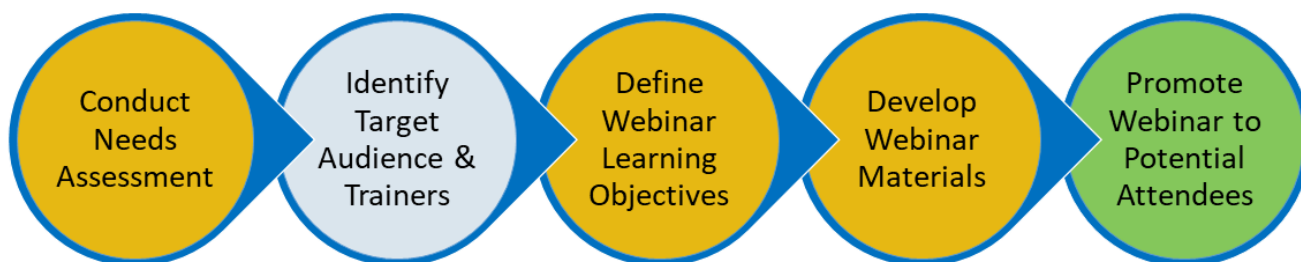 Conduct
Needs
Assessment
Identify
Target
Audience &
Trainers
Define
Webinar
Learning
Objectives
Develop
Webinar
Materials
Promote
Webinar to
Potential
Attendees